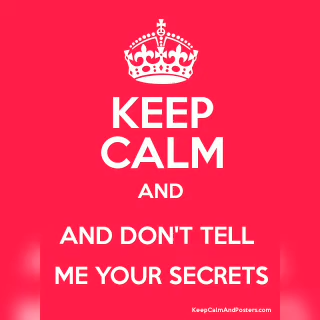 KEEP
CALM
AND
AND DON'T TELL
ME YOUR SECRETS
KeepCalmAndPosters.com